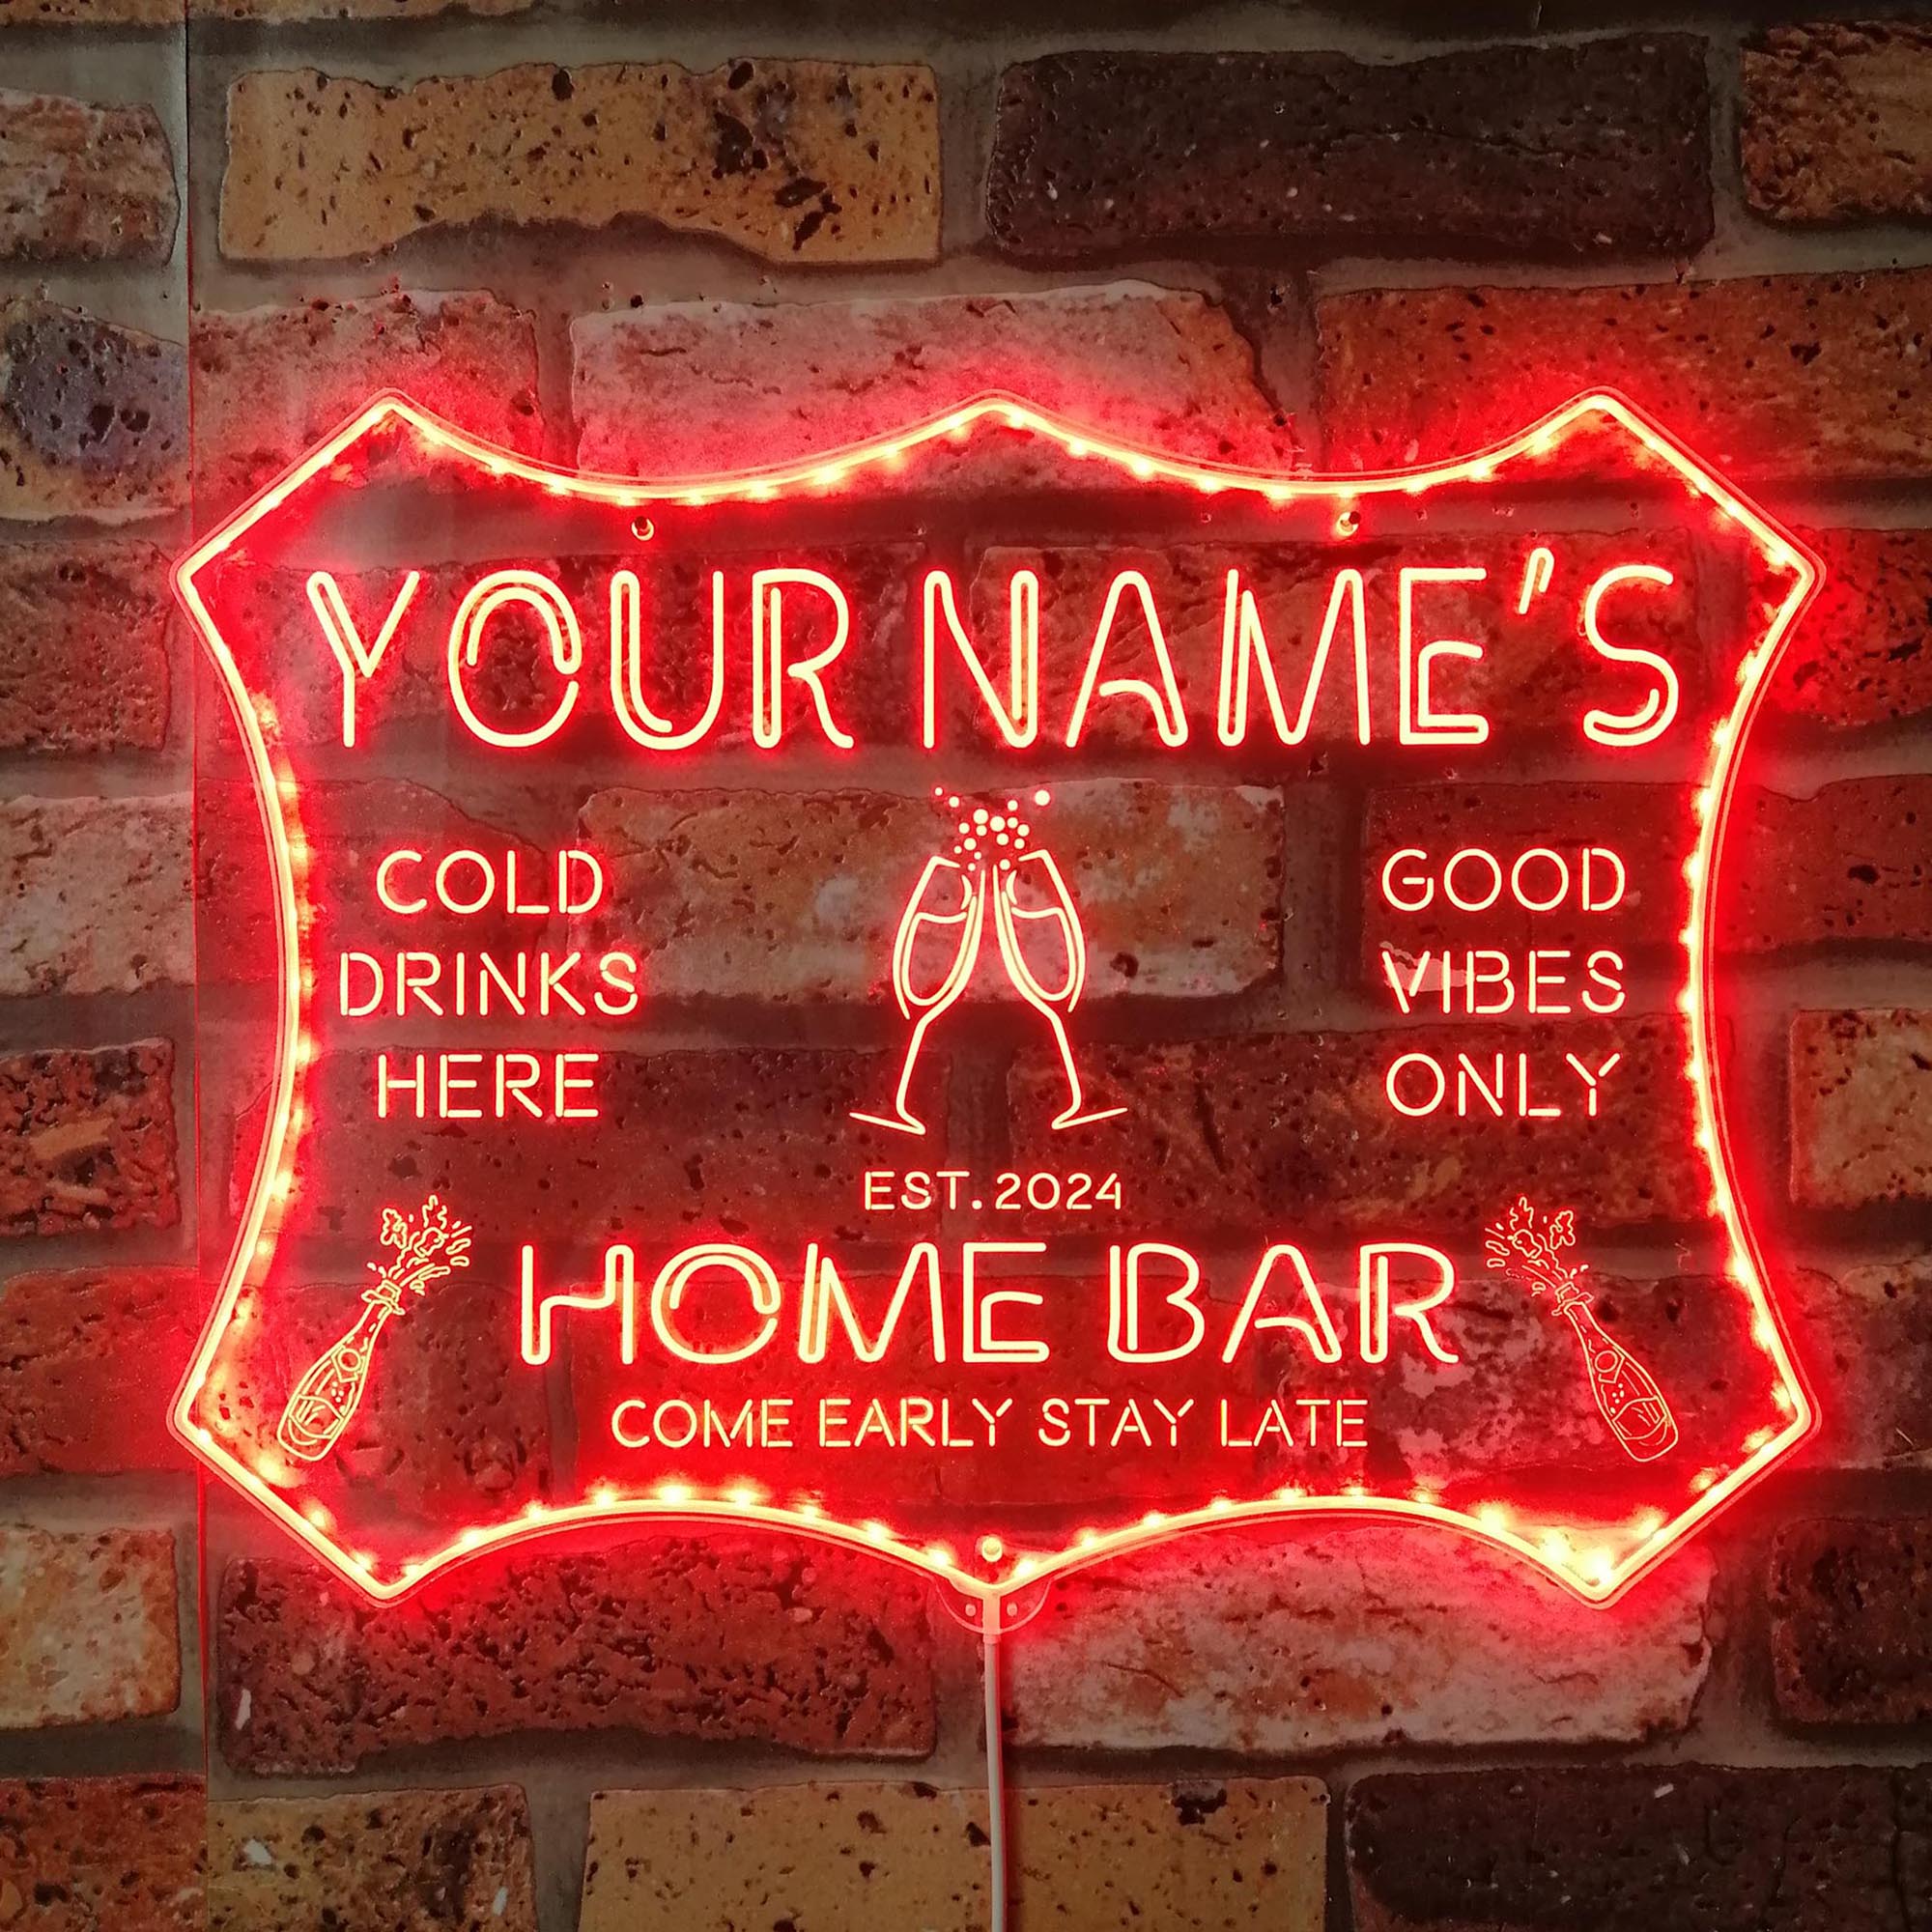 YOUR NAME'S
COLD
DRINKS
HERE
GOOD
VIBES
ONLY
EST.2024
HOME BAR
COME EARLY STAY LATE